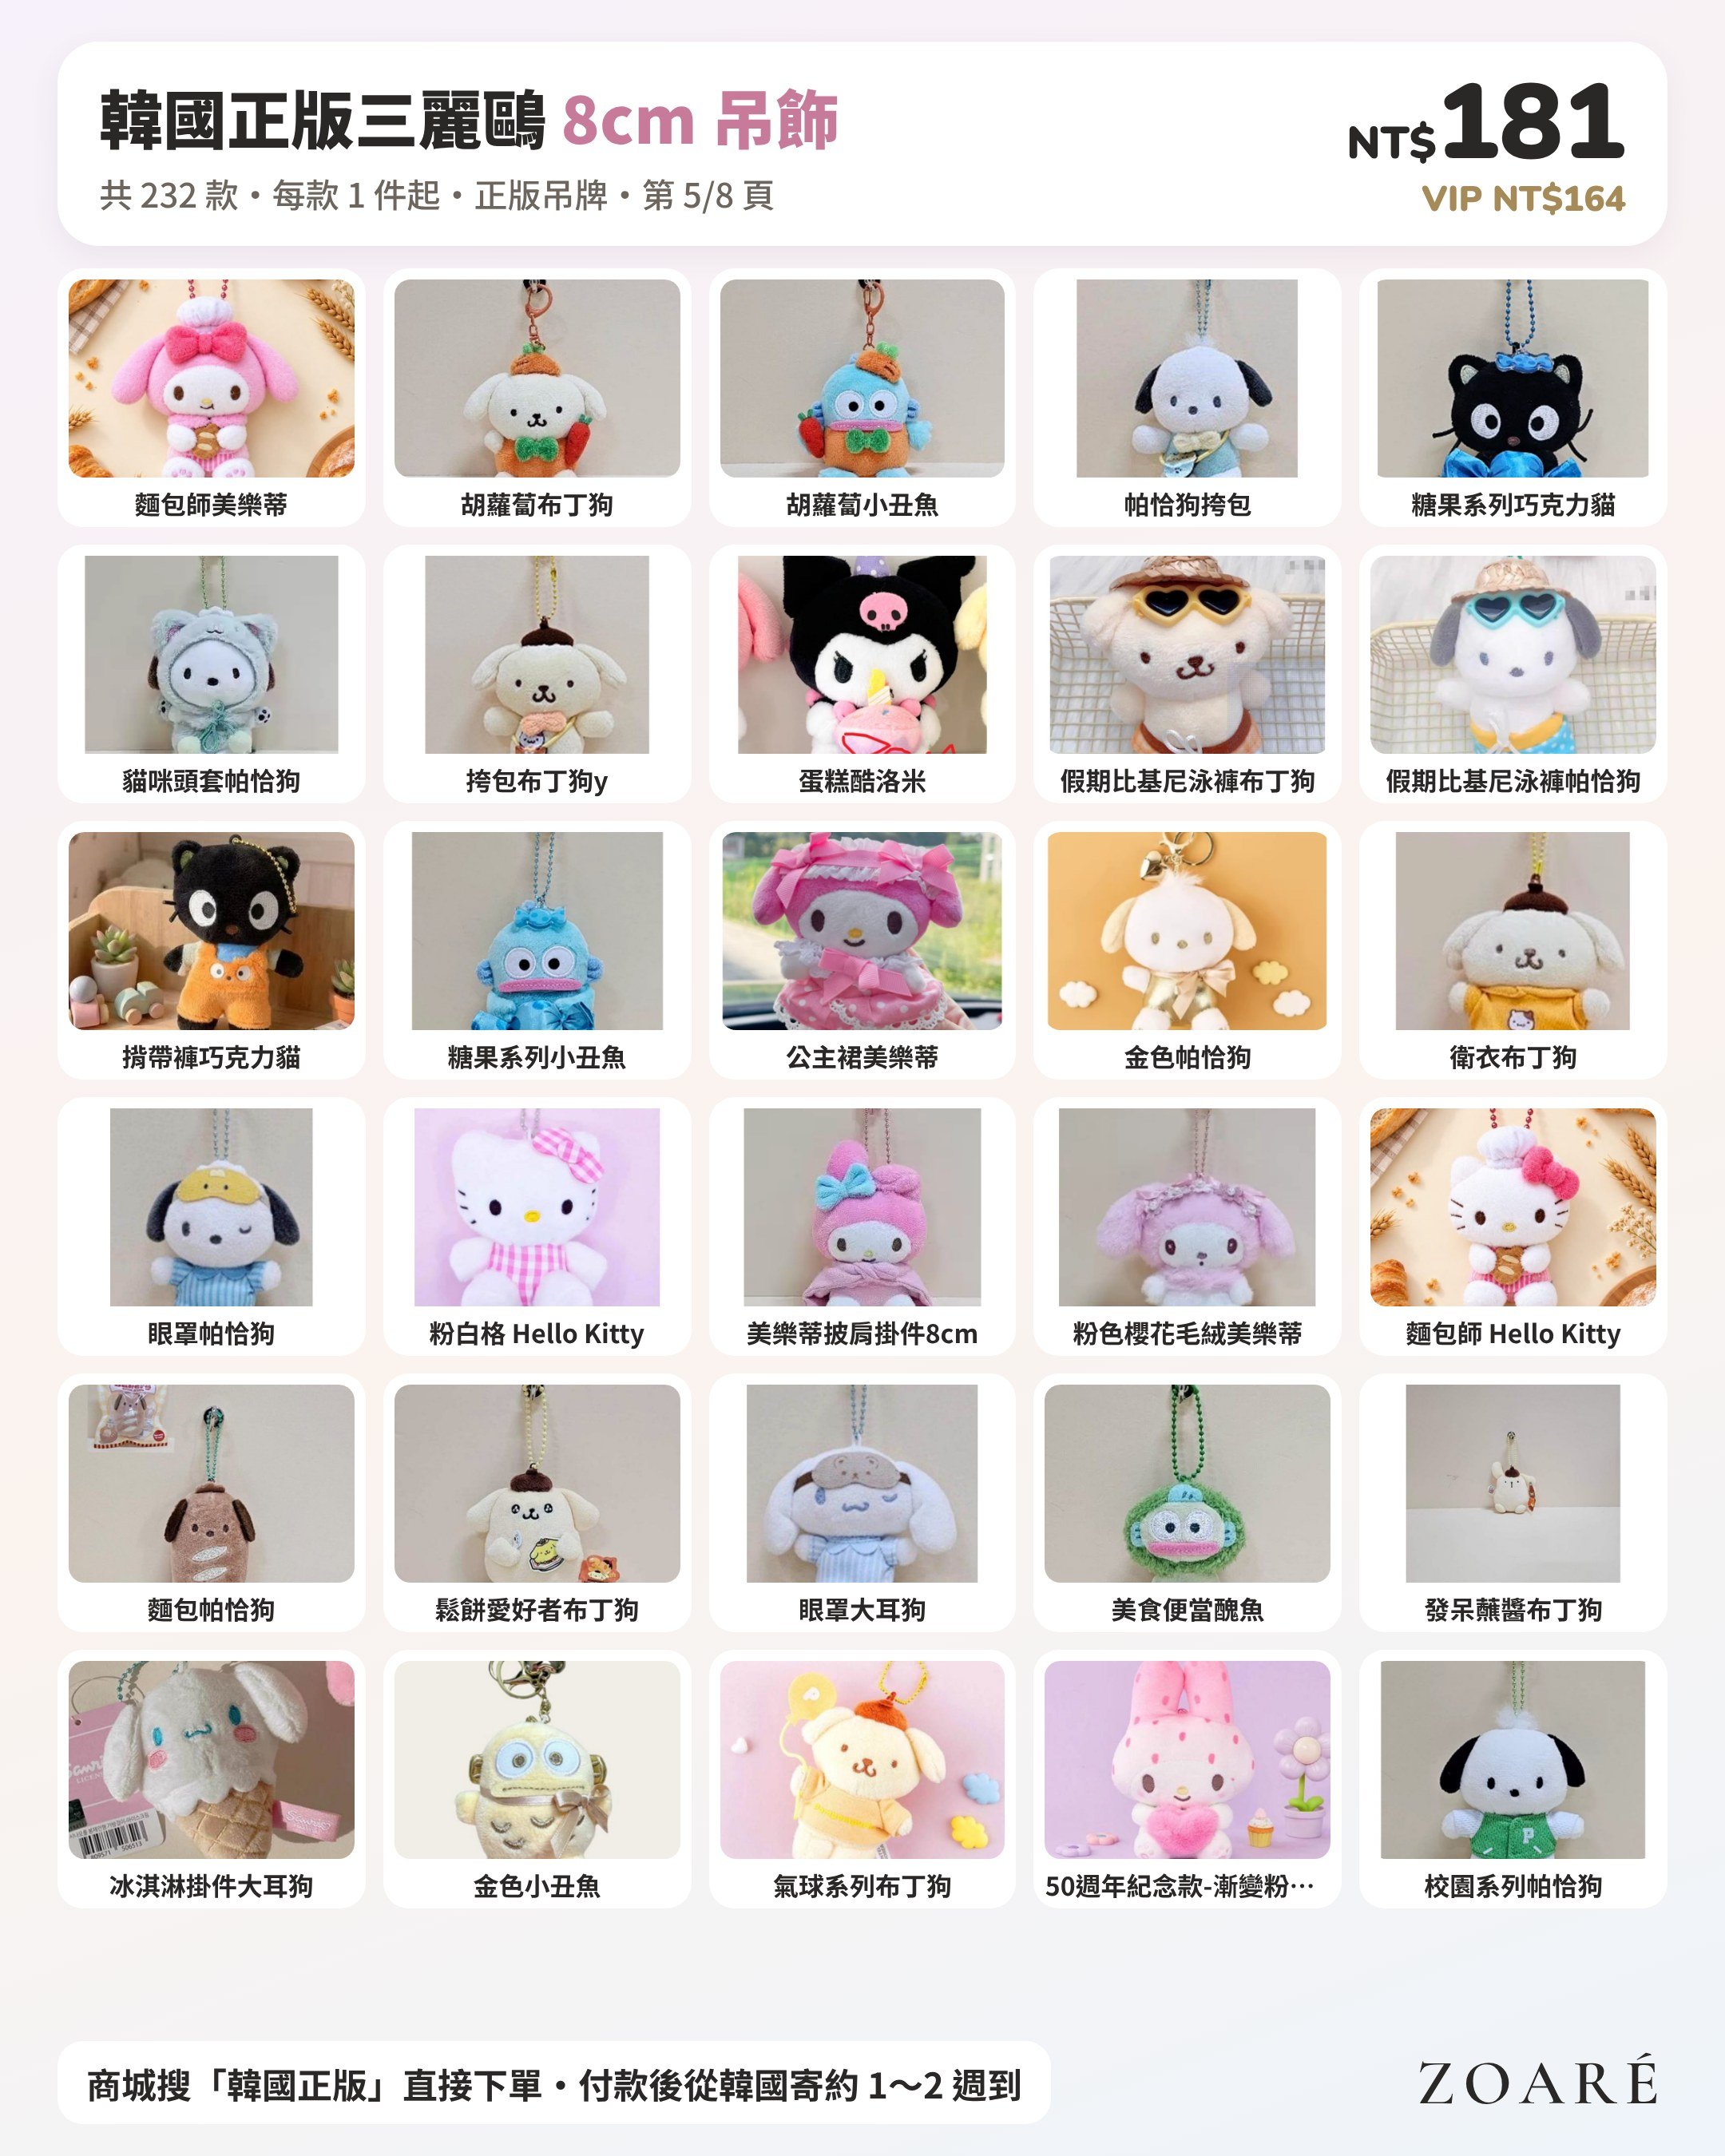 韓國正版三麗鷗 8cm 吊飾
NT$181
共 232 款・每款 1 件起・正版吊牌・第 5/8 頁
VIP NT$164
麵包師美樂蒂
胡蘿蔔布丁狗
胡蘿蔔小丑魚
帕恰狗挎包
糖果系列巧克力貓
貓咪頭套帕恰狗
挎包布丁狗y
蛋糕酷洛米
假期比基尼泳褲布丁狗
假期比基尼泳褲帕恰狗
揹帶褲巧克力貓
糖果系列小丑魚
公主裙美樂蒂
金色帕恰狗
衛衣布丁狗
眼罩帕恰狗
粉白格 Hello Kitty
美樂蒂披肩掛件8cm
粉色櫻花毛絨美樂蒂
麵包師 Hello Kitty
麵包帕恰狗
鬆餅愛好者布丁狗
眼罩大耳狗
美食便當醜魚
發呆蘸醬布丁狗
P
冰淇淋掛件大耳狗
金色小丑魚
氣球系列布丁狗
50週年紀念款-漸變粉…
校園系列帕恰狗
商城搜「韓國正版」直接下單・付款後從韓國寄約 1～2 週到
ZOARÉ